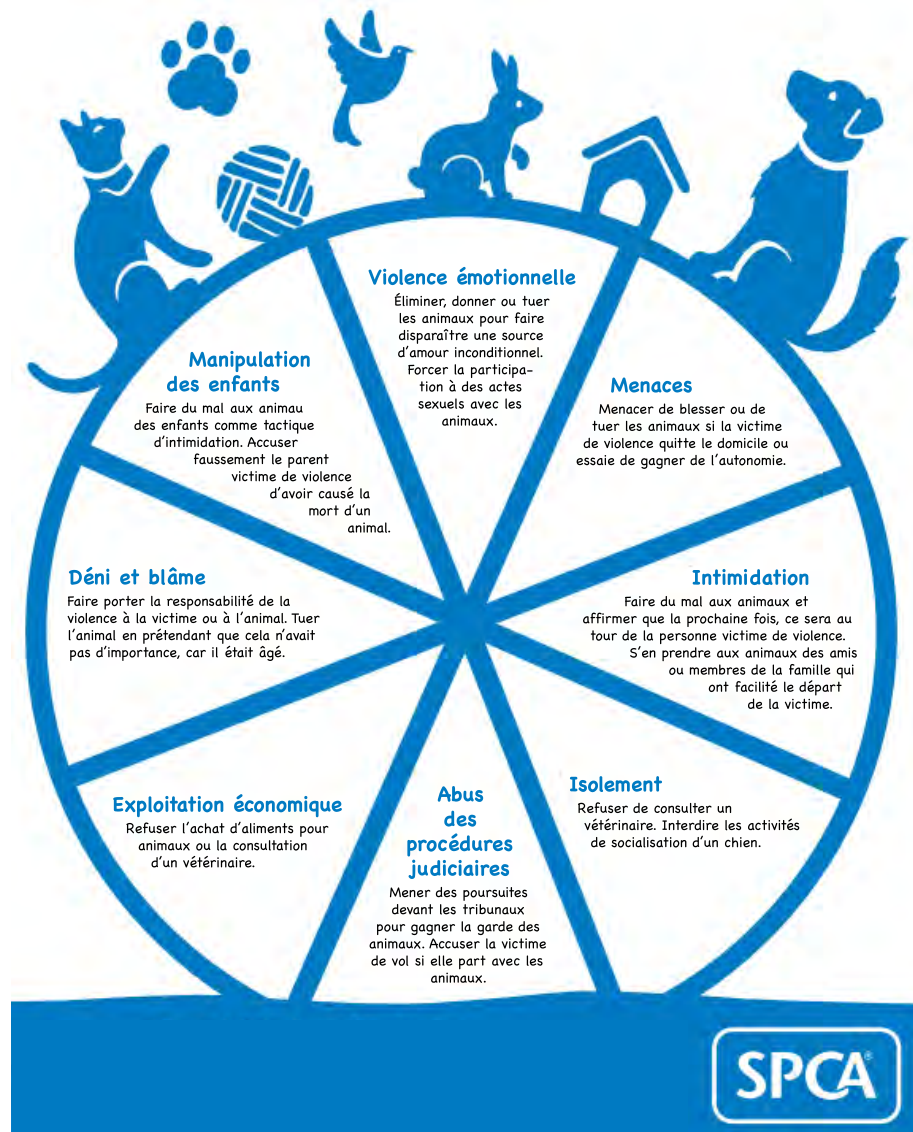 Violence émotionnelle
Éliminer, donner ou tuer
les animaux pour faire
disparaître une source
d'amour inconditionnel.
Forcer la participa-
tion à des actes
sexuels avec les
animaux.
Menaces
Menacer de blesser ou de
tuer les animaux si la victime
de violence quitte le domicile ou
essaie de gagner de l'autonomie.
Intimidation
Faire du mal aux animaux et
affirmer que la prochaine fois, ce sera au
tour de la personne victime de violence.
S'en prendre aux animaux des amis
ou membres de la famille qui
ont facilité le départ
de la victime.
Isolement
Refuser de consulter un
vétérinaire. Interdire les activités
de socialisation d'un chien.
Abus
des
procédures
judiciaires
Mener des poursuites
devant les tribunaux
pour gagner la garde des
animaux. Accuser la victime
de vol si elle part avec les
animaux.
Exploitation économique
Refuser l'achat d'aliments pour
animaux ou la consultation
d'un vétérinaire.
Déni et blâme
Faire porter la responsabilité de la
violence à la victime ou à l'animal. Tuer
l'animal en prétendant que cela n'avait
pas d'importance, car il était âgé.
Manipulation
des enfants
Faire du mal aux animau
des enfants comme tactique
d'intimidation. Accuser
faussement le parent
victime de violence
d'avoir causé la
mort d'un
animal.
SPCA®